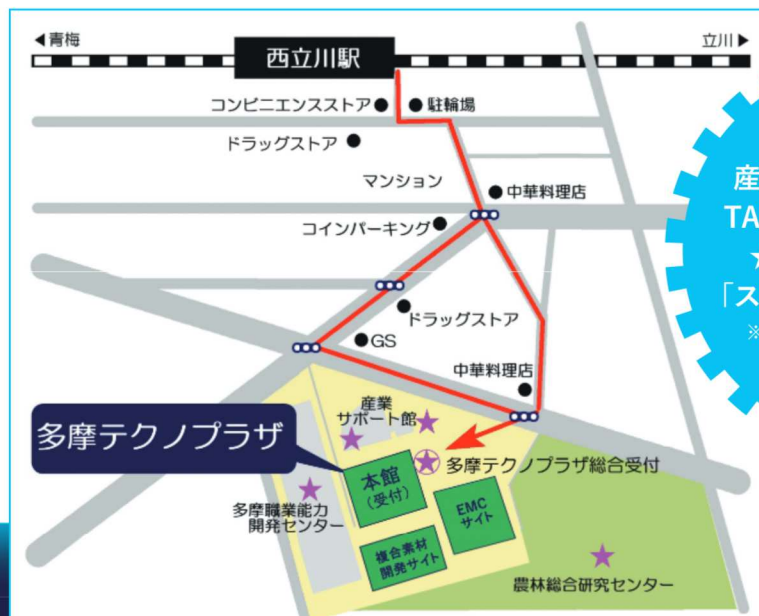 ◀青梅
立川▶
西立川駅
コンビニエンスストア
駐輪場
ドラッグストア
マンション
中華料理店
コインパーキング
ドラッグストア
GS
中華料理店
産
TA
★
「ス
※
産業
サポート館
多摩テクノプラザ
本館
(受付)
多摩テクノプラザ総合受付
多摩職業能力
開発センター
EMC
サイト
複合素材
開発サイト
農林総合研究センター